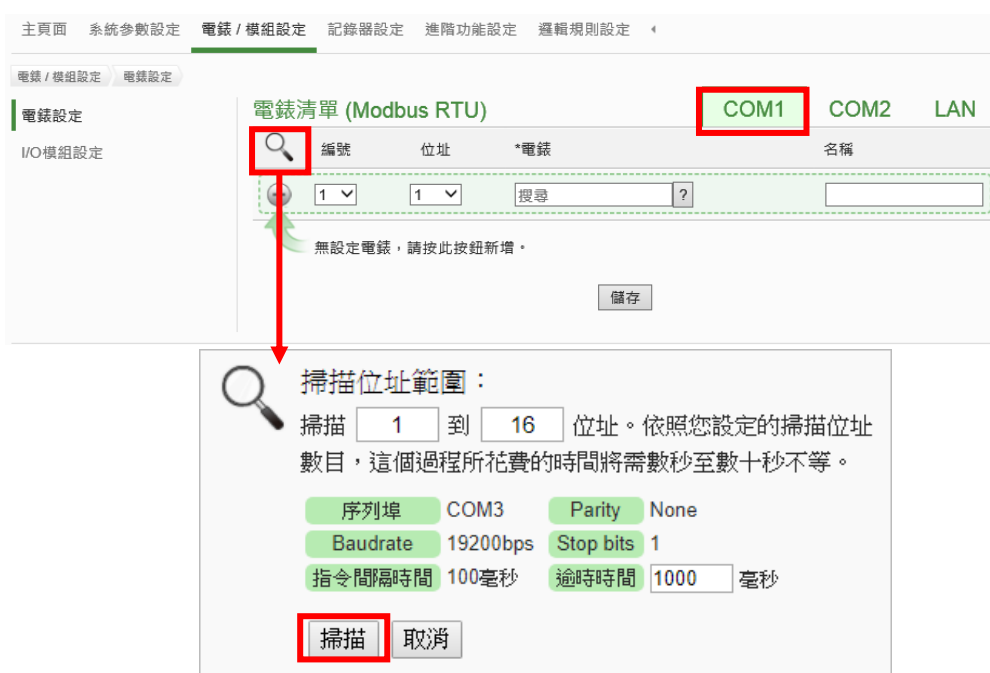 主頁面 系統參數設定 電錶 / 模組設定 記錄器設定 進階功能設定 邏輯規則設定
電錶 / 模組設定 電錶設定
電錶設定
I/O模組設定
電錶清單 (Modbus RTU) COM1 COM2 LAN
編號 位址 *電錶 名稱
1 1 搜尋 ?
無設定電錶，請按此按鈕新增。
儲存
掃描位址範圍：
掃描 1 到 16 位址。依照您設定的掃描位址
數目，這個過程所花費的時間將需數秒至數十秒不等。
序列埠 COM3 Parity None
Baudrate 19200bps Stop bits 1
指令間隔時間 100毫秒 逾時時間 1000 毫秒
掃描 取消